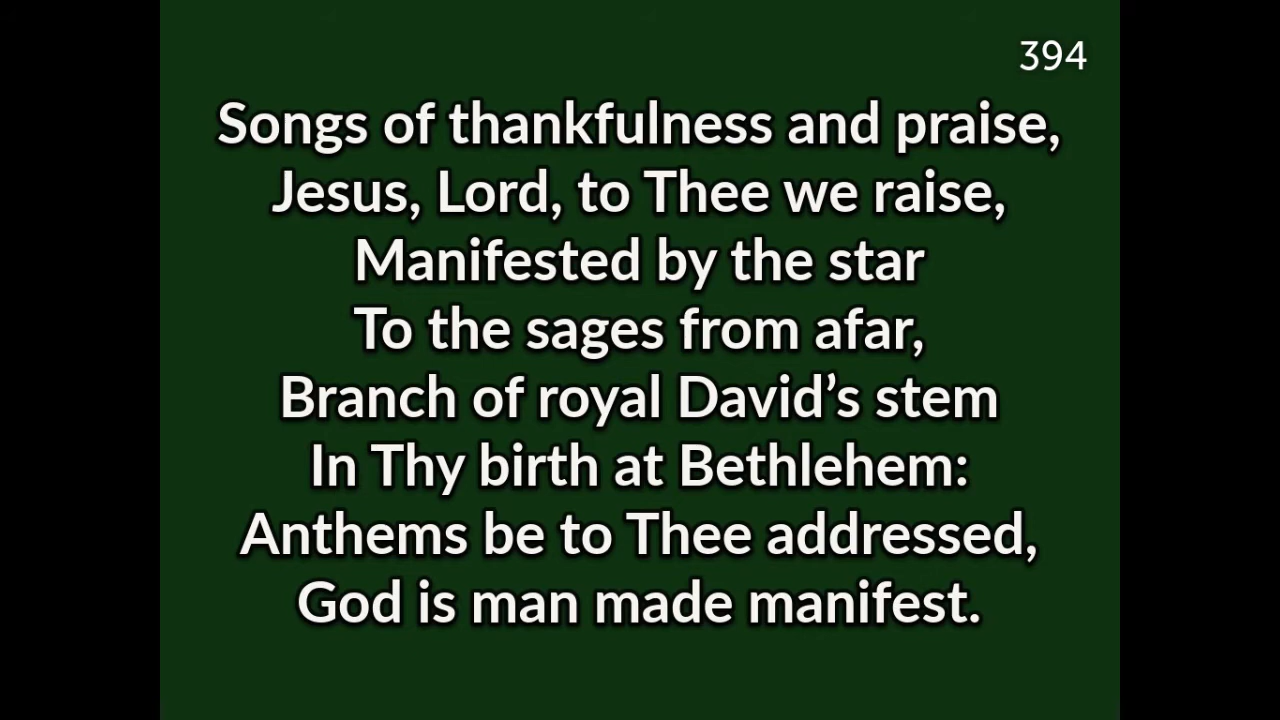 394
Songs of thankfulness and praise,
Jesus, Lord, to Thee we raise,
Manifested by the star
To the sages from afar,
Branch of royal David’s stem
In Thy birth at Bethlehem:
Anthems be to Thee addressed,
God is man made manifest.